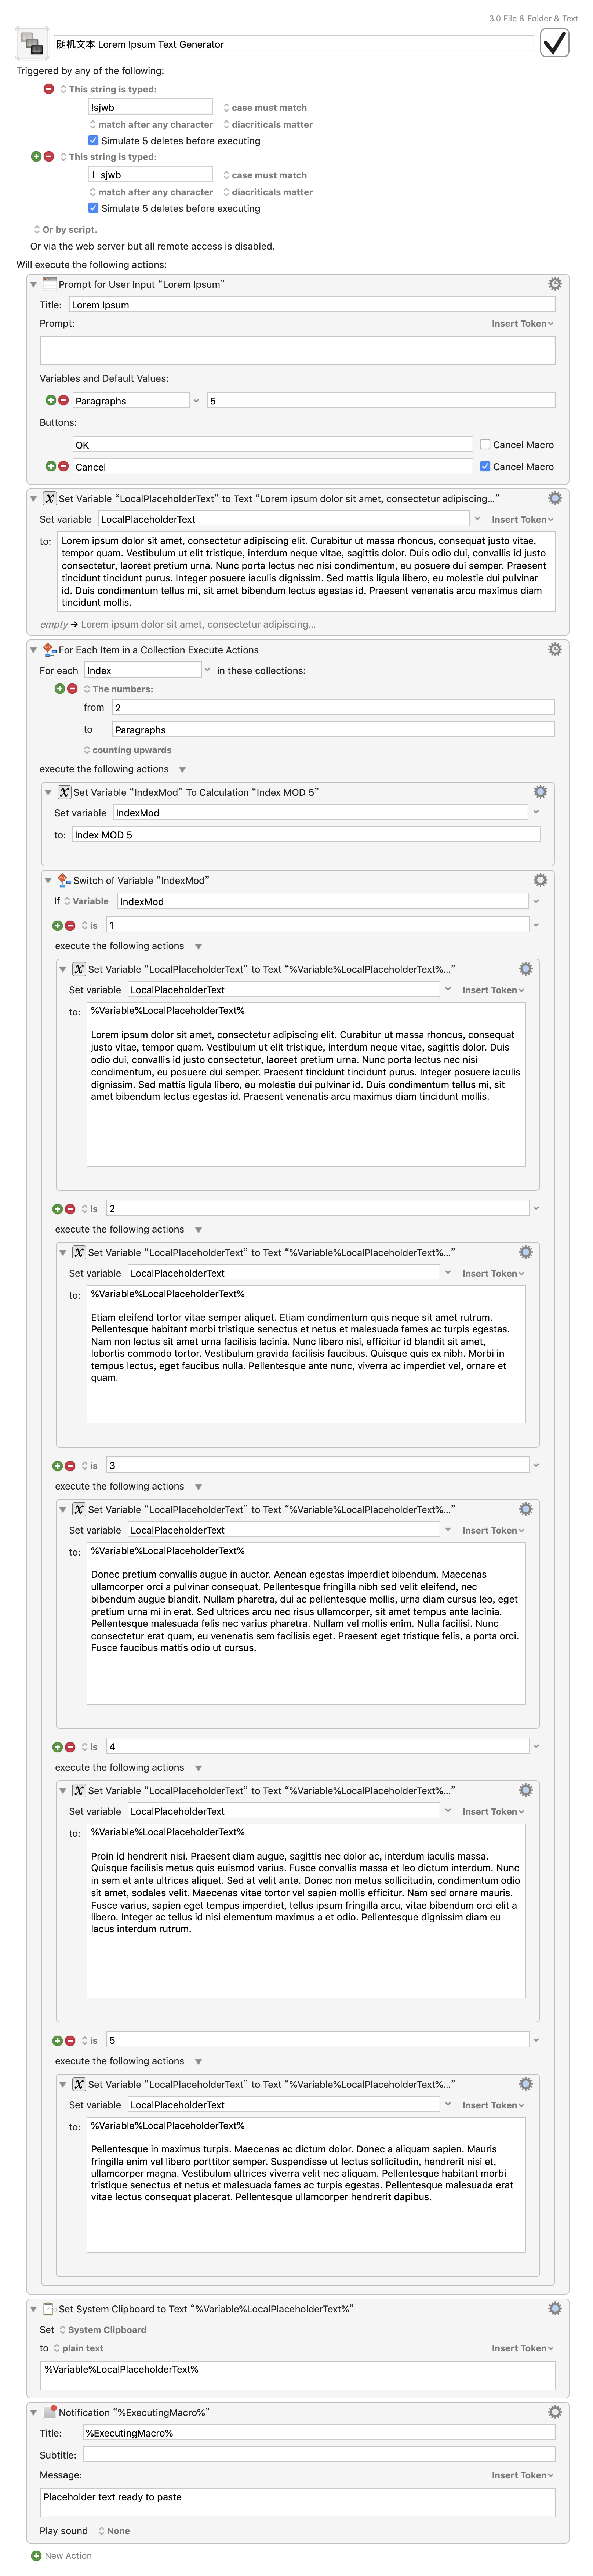 3.0 File & Folder & Text
随机文本 Lorem Ipsum Text Generator
Triggered by any of the following:
This string is typed:
!sjwb
case must match
match after any character
diacriticals matter
Simulate 5 deletes before executing
This string is typed:
！sjwb
case must match
match after any character
diacriticals matter
Simulate 5 deletes before executing
Or by script.
Or via the web server but all remote access is disabled.
Will execute the following actions:
Prompt for User Input “Lorem Ipsum”
Title: Lorem Ipsum
Prompt: Insert Token
Variables and Default Values:
Paragraphs 5
Buttons:
OK Cancel Macro
Cancel Cancel Macro
Set Variable “LocalPlaceholderText” to Text “Lorem ipsum dolor sit amet, consectetur adipiscing…”
Set variable LocalPlaceholderText Insert Token
to: Lorem ipsum dolor sit amet, consectetur adipiscing elit. Curabitur ut massa rhoncus, consequat justo vitae,
tempor quam. Vestibulum ut elit tristique, interdum neque vitae, sagittis dolor. Duis odio dui, convallis id justo
consectetur, laoreet pretium urna. Nunc porta lectus nec nisi condimentum, eu posuere dui semper. Praesent
tincidunt tincidunt purus. Integer posuere iaculis dignissim. Sed mattis ligula libero, eu molestie dui pulvinar
id. Duis condimentum tellus mi, sit amet bibendum lectus egestas id. Praesent venenatis arcu maximus diam
tincidunt mollis.
empty → Lorem ipsum dolor sit amet, consectetur adipiscing…
For Each Item in a Collection Execute Actions
For each Index in these collections:
The numbers:
from 2
to Paragraphs
counting upwards
execute the following actions
Set Variable “IndexMod” To Calculation “Index MOD 5”
Set variable IndexMod
to: Index MOD 5
Switch of Variable “IndexMod”
If Variable IndexMod
is 1
execute the following actions
Set Variable “LocalPlaceholderText” to Text “%Variable%LocalPlaceholderText%…”
Set variable LocalPlaceholderText Insert Token
to: %Variable%LocalPlaceholderText%
Lorem ipsum dolor sit amet, consectetur adipiscing elit. Curabitur ut massa rhoncus, consequat
justo vitae, tempor quam. Vestibulum ut elit tristique, interdum neque vitae, sagittis dolor. Duis
odio dui, convallis id justo consectetur, laoreet pretium urna. Nunc porta lectus nec nisi
condimentum, eu posuere dui semper. Praesent tincidunt tincidunt purus. Integer posuere iaculis
dignissim. Sed mattis ligula libero, eu molestie dui pulvinar id. Duis condimentum tellus mi, sit
amet bibendum lectus egestas id. Praesent venenatis arcu maximus diam tincidunt mollis.
is 2
execute the following actions
Set Variable “LocalPlaceholderText” to Text “%Variable%LocalPlaceholderText%…”
Set variable LocalPlaceholderText Insert Token
to: %Variable%LocalPlaceholderText%
Etiam eleifend tortor vitae semper aliquet. Etiam condimentum quis neque sit amet rutrum.
Pellentesque habitant morbi tristique senectus et netus et malesuada fames ac turpis egestas.
Nam non lectus sit amet urna facilisis lacinia. Nunc libero nisi, efficitur id blandit sit amet,
lobortis commodo tortor. Vestibulum gravida facilisis faucibus. Quisque quis ex nibh. Morbi in
tempus lectus, eget faucibus nulla. Pellentesque ante nunc, viverra ac imperdiet vel, ornare et
quam.
is 3
execute the following actions
Set Variable “LocalPlaceholderText” to Text “%Variable%LocalPlaceholderText%…”
Set variable LocalPlaceholderText Insert Token
to: %Variable%LocalPlaceholderText%
Donec pretium convallis augue in auctor. Aenean egestas imperdiet bibendum. Maecenas
ullamcorper orci a pulvinar consequat. Pellentesque fringilla nibh sed velit eleifend, nec
bibendum augue blandit. Nullam pharetra, dui ac pellentesque mollis, urna diam cursus leo, eget
pretium urna mi in erat. Sed ultrices arcu nec risus ullamcorper, sit amet tempus ante lacinia.
Pellentesque malesuada felis nec varius pharetra. Nullam vel mollis enim. Nulla facilisi. Nunc
consectetur erat quam, eu venenatis sem facilisis eget. Praesent eget tristique felis, a porta orci.
Fusce faucibus mattis odio ut cursus.
is 4
execute the following actions
Set Variable “LocalPlaceholderText” to Text “%Variable%LocalPlaceholderText%…”
Set variable LocalPlaceholderText Insert Token
to: %Variable%LocalPlaceholderText%
Proin id hendrerit nisi. Praesent diam augue, sagittis nec dolor ac, interdum iaculis massa.
Quisque facilisis metus quis euismod varius. Fusce convallis massa et leo dictum interdum. Nunc
in sem et ante ultrices aliquet. Sed at velit ante. Donec non metus sollicitudin, condimentum odio
sit amet, sodales velit. Maecenas vitae tortor vel sapien mollis efficitur. Nam sed ornare mauris.
Fusce varius, sapien eget tempus imperdiet, tellus ipsum fringilla arcu, vitae bibendum orci elit a
libero. Integer ac tellus id nisi elementum maximus a et odio. Pellentesque dignissim diam eu
lacus interdum rutrum.
is 5
execute the following actions
Set Variable “LocalPlaceholderText” to Text “%Variable%LocalPlaceholderText%…”
Set variable LocalPlaceholderText Insert Token
to: %Variable%LocalPlaceholderText%
Pellentesque in maximus turpis. Maecenas ac dictum dolor. Donec a aliquam sapien. Mauris
fringilla enim vel libero porttitor semper. Suspendisse ut lectus sollicitudin, hendrerit nisi et,
ullamcorper magna. Vestibulum ultrices viverra velit nec aliquam. Pellentesque habitant morbi
tristique senectus et netus et malesuada fames ac turpis egestas. Pellentesque malesuada erat
vitae lectus consequat placerat. Pellentesque ullamcorper hendrerit dapibus.
Set System Clipboard to Text “%Variable%LocalPlaceholderText%”
Set System Clipboard
to plain text Insert Token
%Variable%LocalPlaceholderText%
Notification “%ExecutingMacro%”
Title: %ExecutingMacro%
Subtitle:
Message: Insert Token
Placeholder text ready to paste
Play sound None
New Action